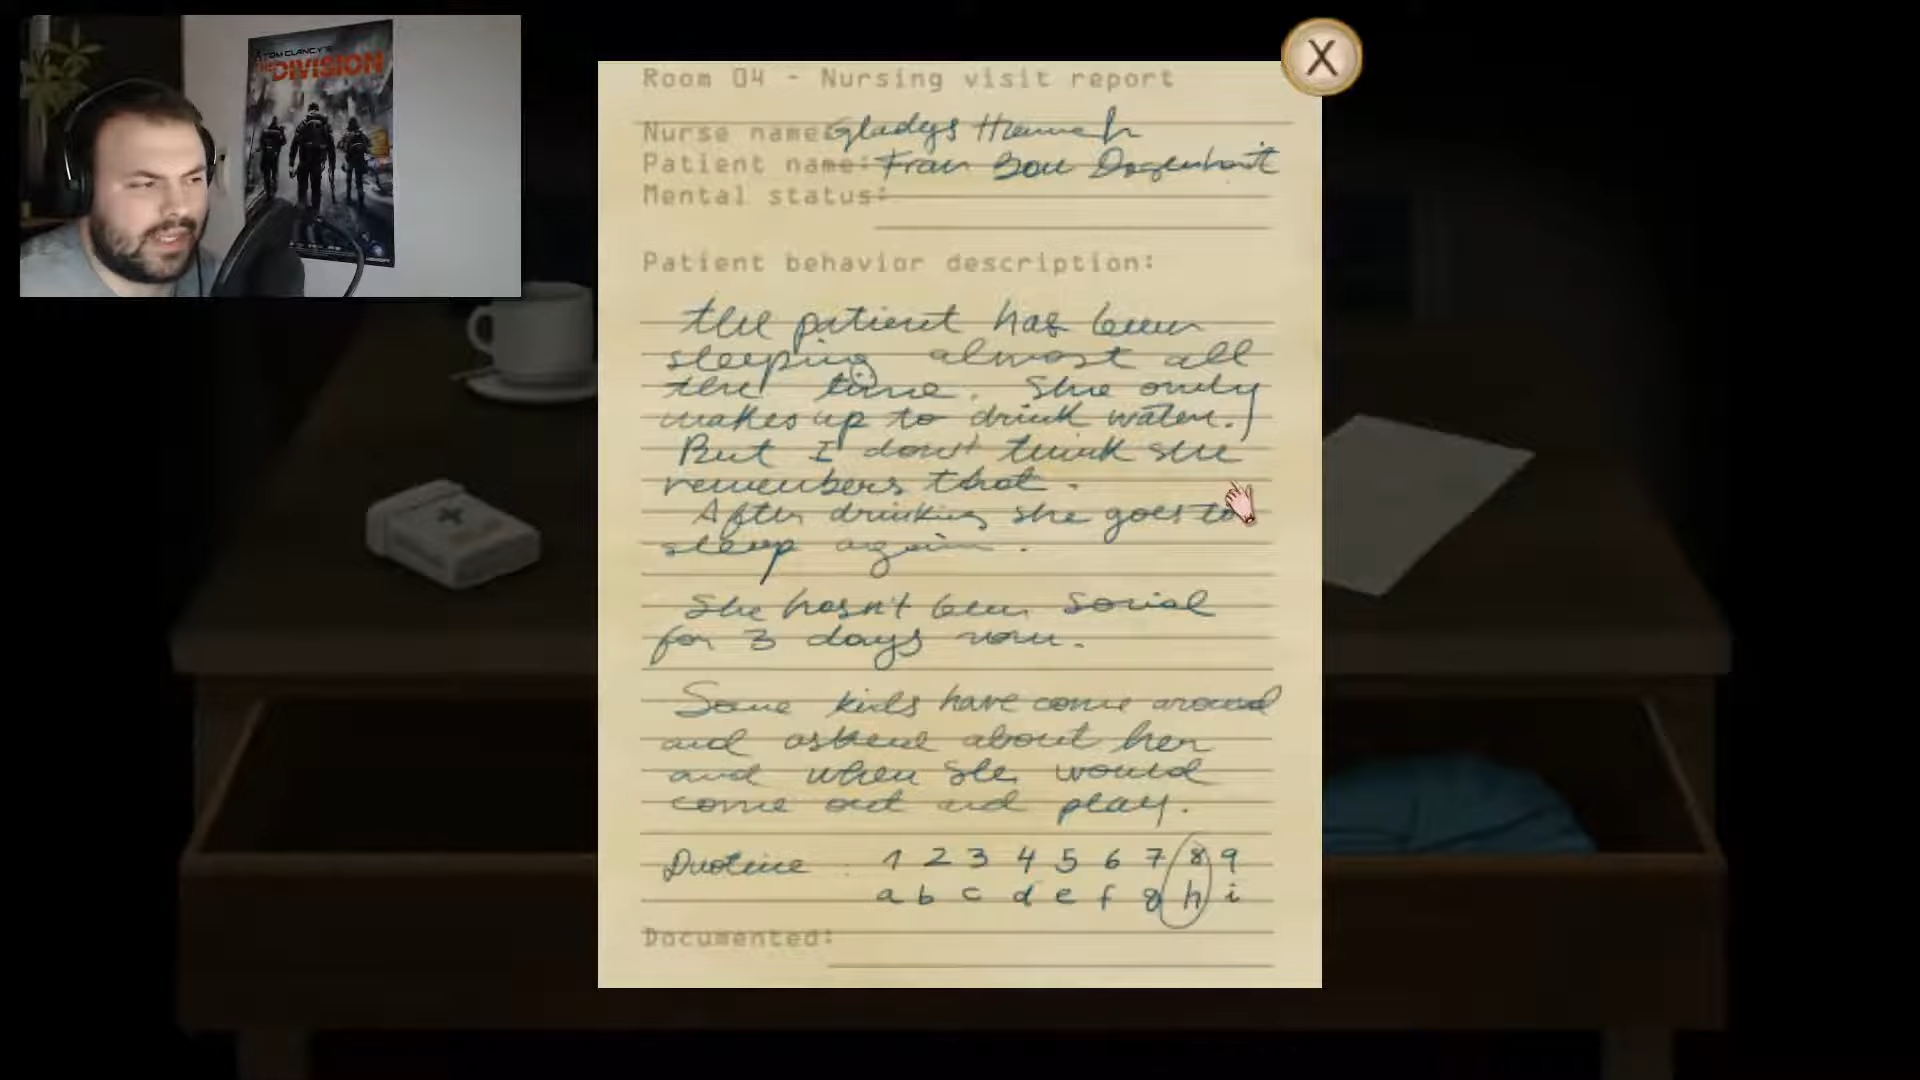 TOM CLANCY'S
THE DIVISION
X
Room 04 - Nursing visit report
Nurse name: Gladys
Patient name: Fran Bow Dagenhart
Mental status:
Patient behavior description:
the patient has been
sleeping almost all
the time. She only
wakes up to drink water.
But I don't think she
remembers that.
After drinking she goes to
sleep again.
She hasn't been social
for 3 days now.
Some kids have come around
and asked about her
and when she would
come out and play.
Duotine : 1 2 3 4 5 6 7 8 9
a b c d e f g h i
Documented: